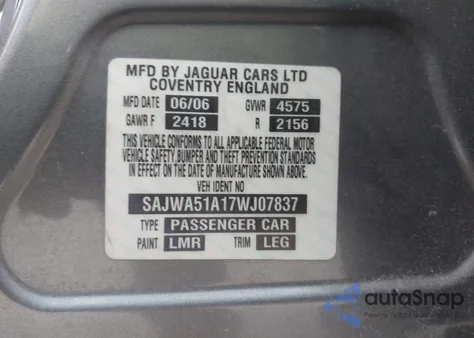 MFD BY JAGUAR CARS LTD
COVENTRY ENGLAND
MFD DATE 06/06 GVWR 4575
GAWR F 2418 R 2156
THIS VEHICLE CONFORMS TO ALL APPLICABLE FEDERAL MOTOR
VEHICLE SAFETY, BUMPER AND THEFT PREVENTION STANDARDS
IN EFFECT ON THE DATE OF MANUFACTURE SHOWN ABOVE
VEH IDENT NO
SAJWA51A17WJ07837
TYPE PASSENGER CAR
PAINT LMR TRIM LEG
autoSnap